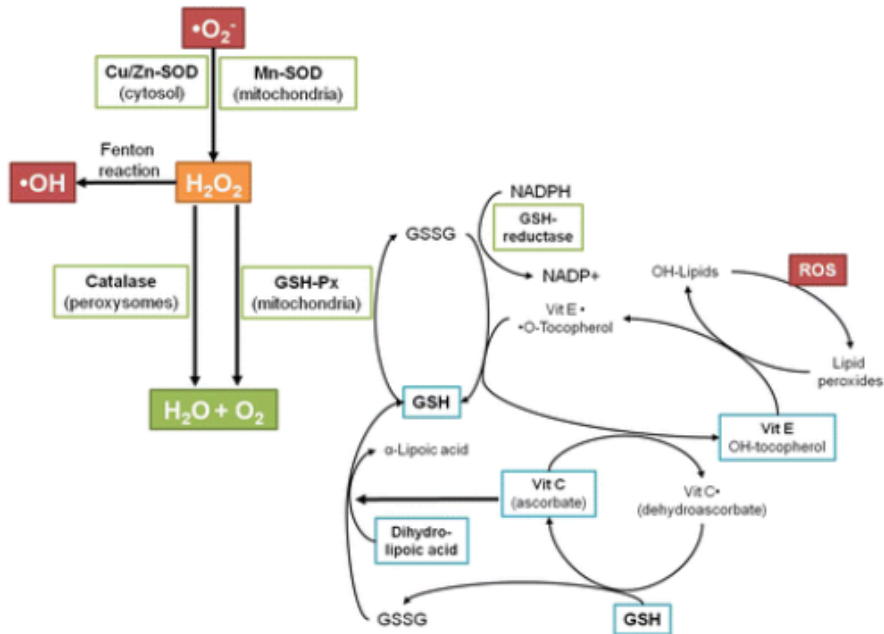 •O₂⁻
Cu/Zn-SOD
(cytosol)
Mn-SOD
(mitochondria)
Fenton
reaction
•OH
H₂O₂
Catalase
(peroxysomes)
GSH-Px
(mitochondria)
H₂O + O₂
NADPH
GSH-
reductase
GSSG
NADP+
Vit E •
•O-Tocopherol
OH-Lipids
ROS
Lipid
peroxides
GSH
Vit E
OH-tocopherol
α-Lipoic acid
Vit C
(ascorbate)
Vit C•
(dehydroascorbate)
Dihydro-
lipoic acid
GSSG
GSH